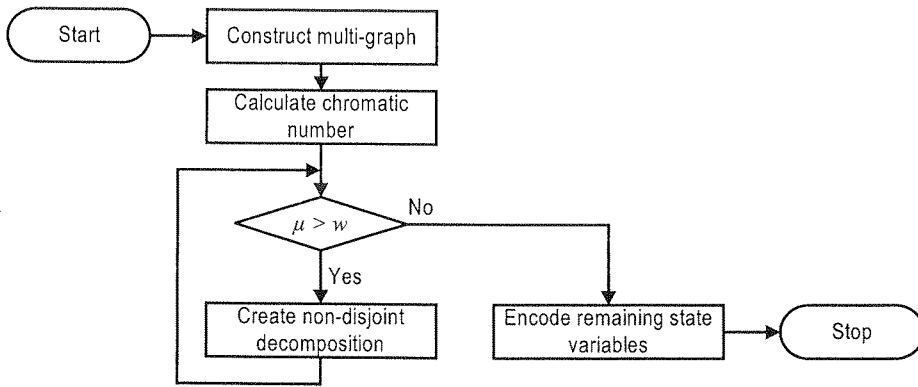 Start
Construct multi-graph
Calculate chromatic
number
μ > w
No
Yes
Create non-disjoint
decomposition
Encode remaining state
variables
Stop